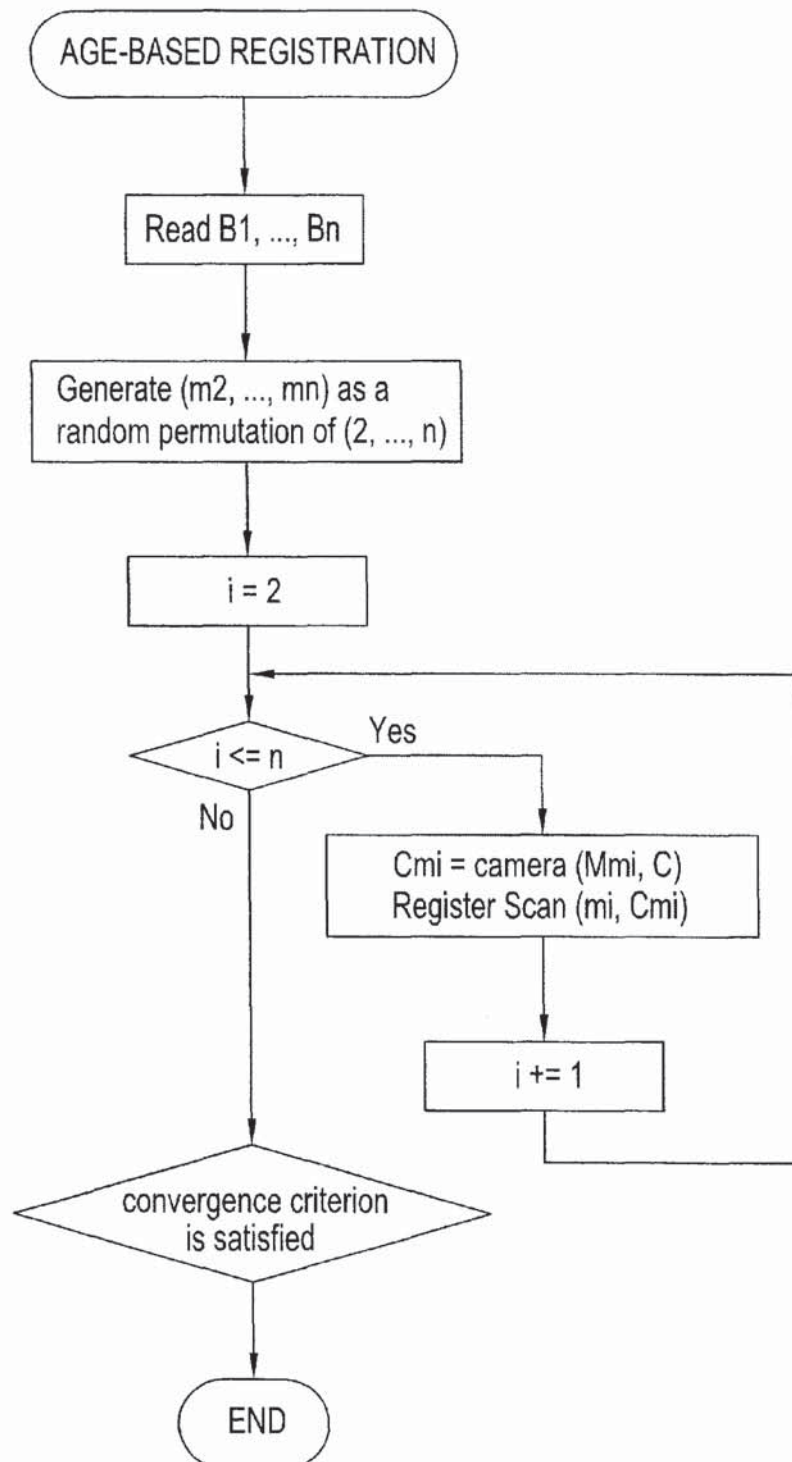 AGE-BASED REGISTRATION
Read B1, ..., Bn
Generate (m2, ..., mn) as a
random permutation of (2, ..., n)
i = 2
i <= n
Yes
No
Cmi = camera (Mmi, C)
Register Scan (mi, Cmi)
i += 1
convergence criterion
is satisfied
END